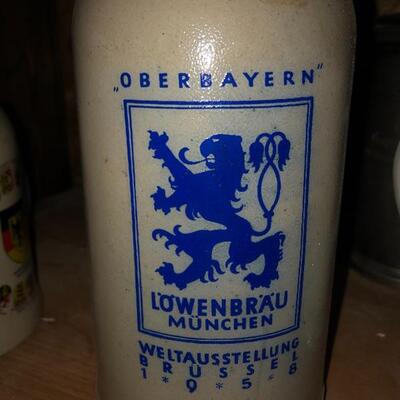 „OBERBAYERN"
LÖWENBRÄU
MÜNCHEN
WELTAUSSTELLUNG
BRÜSSEL
1*9*5*8